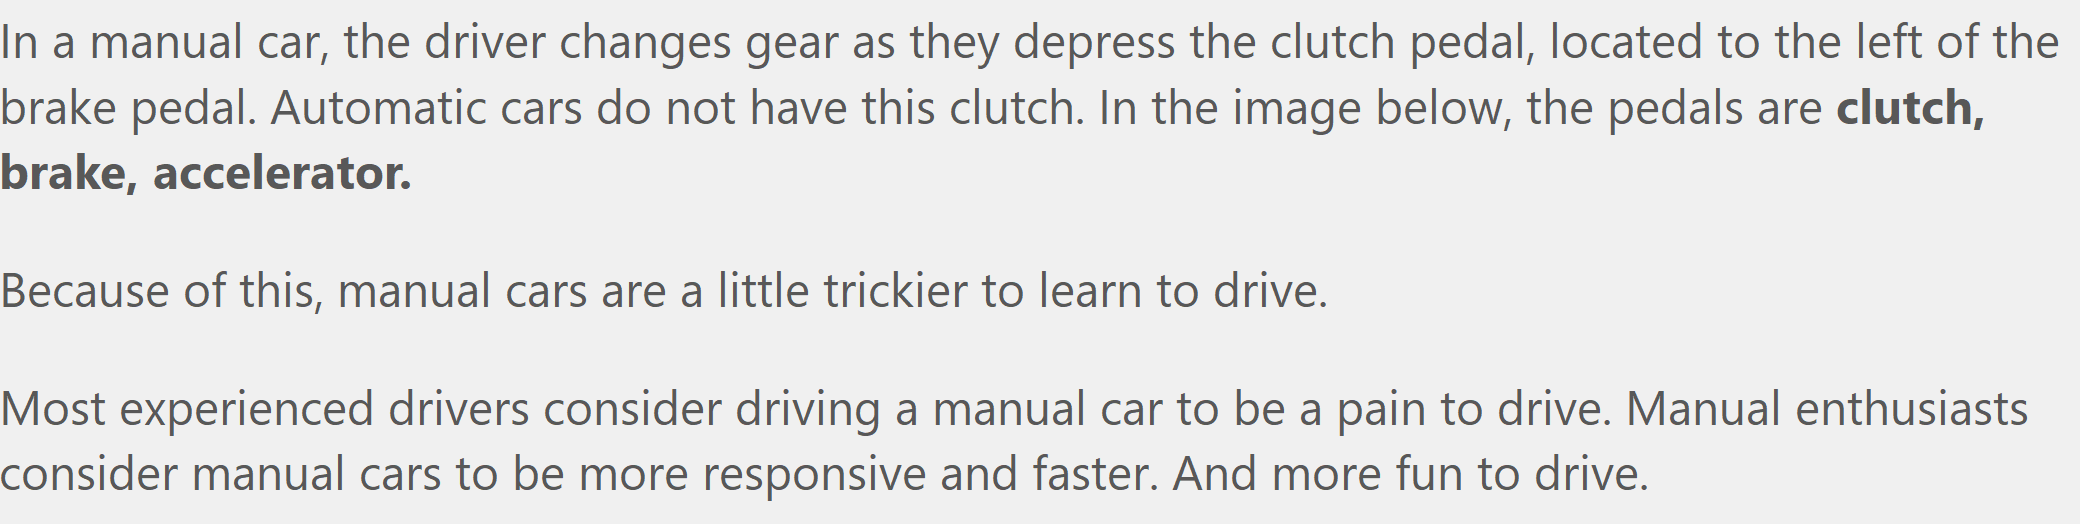 In a manual car, the driver changes gear as they depress the clutch pedal, located to the left of the
brake pedal. Automatic cars do not have this clutch. In the image below, the pedals are clutch,
brake, accelerator.
Because of this, manual cars are a little trickier to learn to drive.
Most experienced drivers consider driving a manual car to be a pain to drive. Manual enthusiasts
consider manual cars to be more responsive and faster. And more fun to drive.